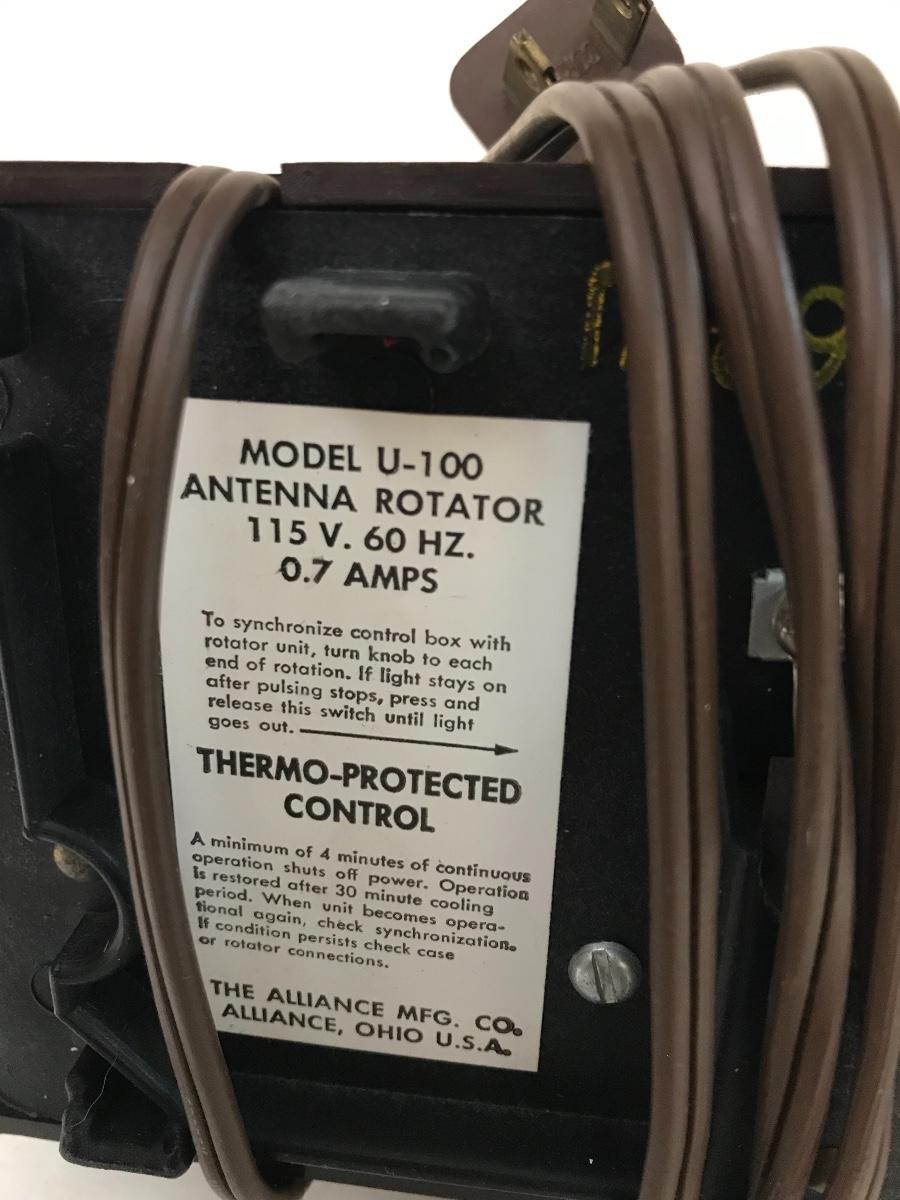 MODEL U-100
ANTENNA ROTATOR
115 V. 60 HZ.
0.7 AMPS
To synchronize control box with
rotator unit, turn knob to each
end of rotation. If light stays on
after pulsing stops, press and
release this switch until light
goes out.
THERMO-PROTECTED
CONTROL
A minimum of 4 minutes of continuous
operation shuts off power. Operation
is restored after 30 minute cooling
period. When unit becomes opera-
tional again, check synchronization.
If condition persists check case
or rotator connections.
THE ALLIANCE MFG. CO.
ALLIANCE, OHIO U.S.A.